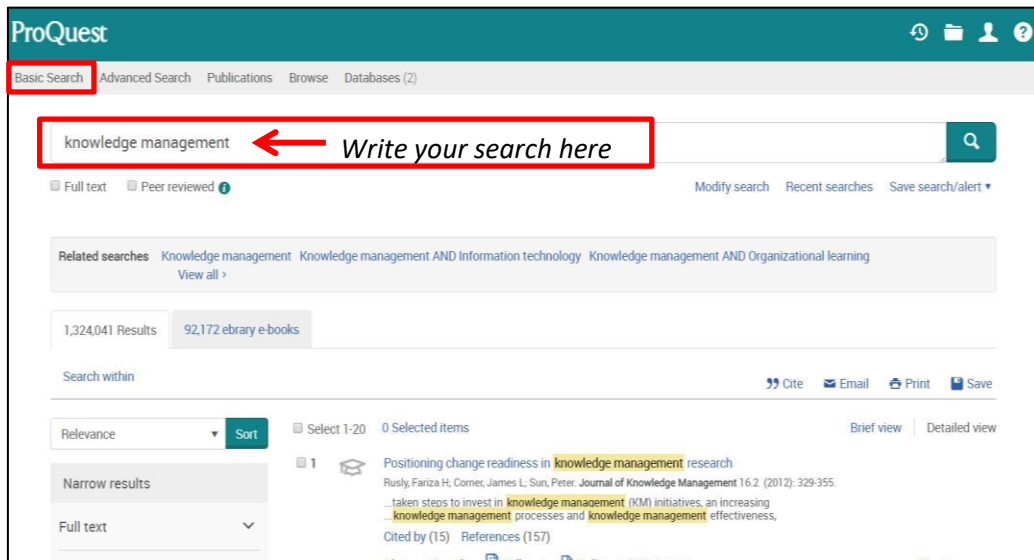 ProQuest
Basic Search Advanced Search Publications Browse Databases (2)
knowledge management Write your search here
Full text Peer reviewed Modify search Recent searches Save search/alert
Related searches Knowledge management Knowledge management AND Information technology Knowledge management AND Organizational learning
View all >
1,324,041 Results 92,172 ebrary e-books
Search within Cite Email Print Save
Relevance Sort Select 1-20 0 Selected items Brief view Detailed view
1 Positioning change readiness in knowledge management research
Narrow results Rusly, Fariza H; Corner, James L; Sun, Peter. Journal of Knowledge Management 16.2 (2012): 329-355.
...taken steps to invest in knowledge management (KM) initiatives, an increasing
Full text ...knowledge management processes and knowledge management effectiveness,
Cited by (15) References (157)